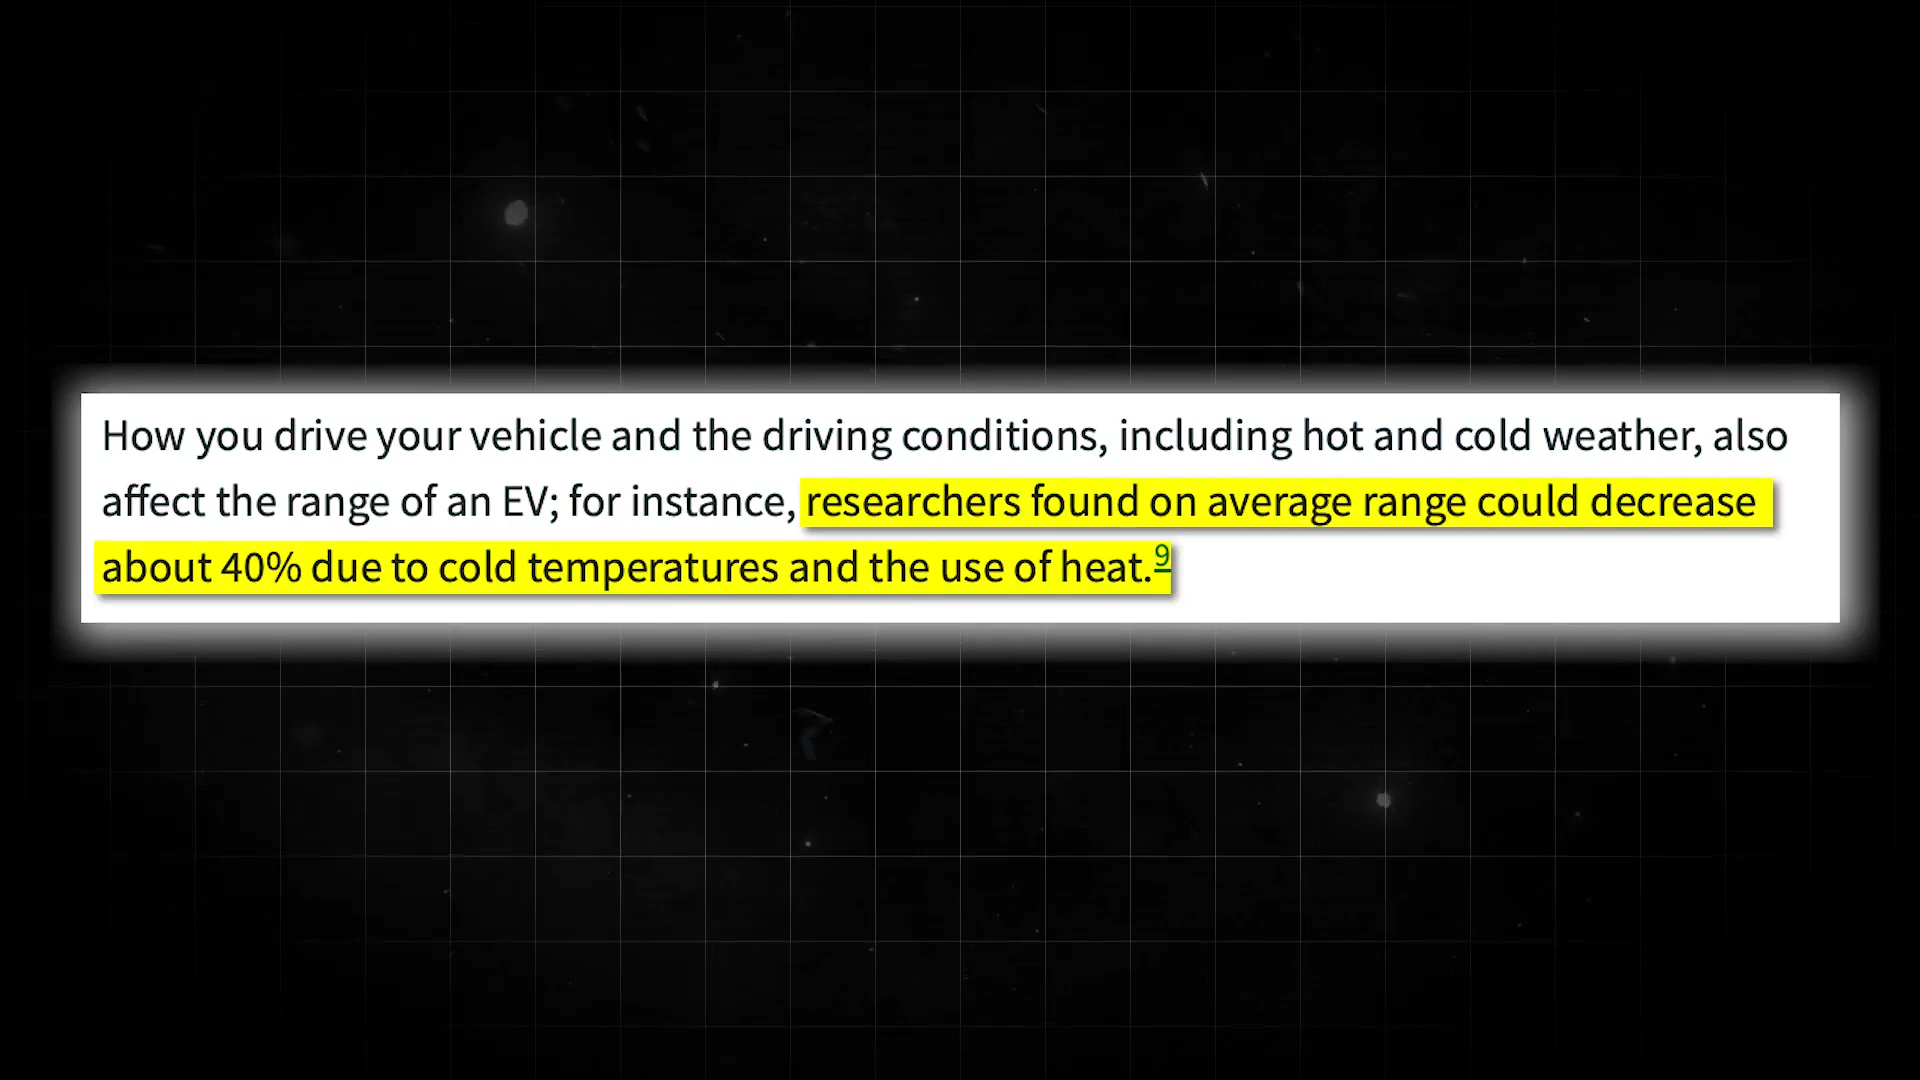 How you drive your vehicle and the driving conditions, including hot and cold weather, also
affect the range of an EV; for instance, researchers found on average range could decrease
about 40% due to cold temperatures and the use of heat.9